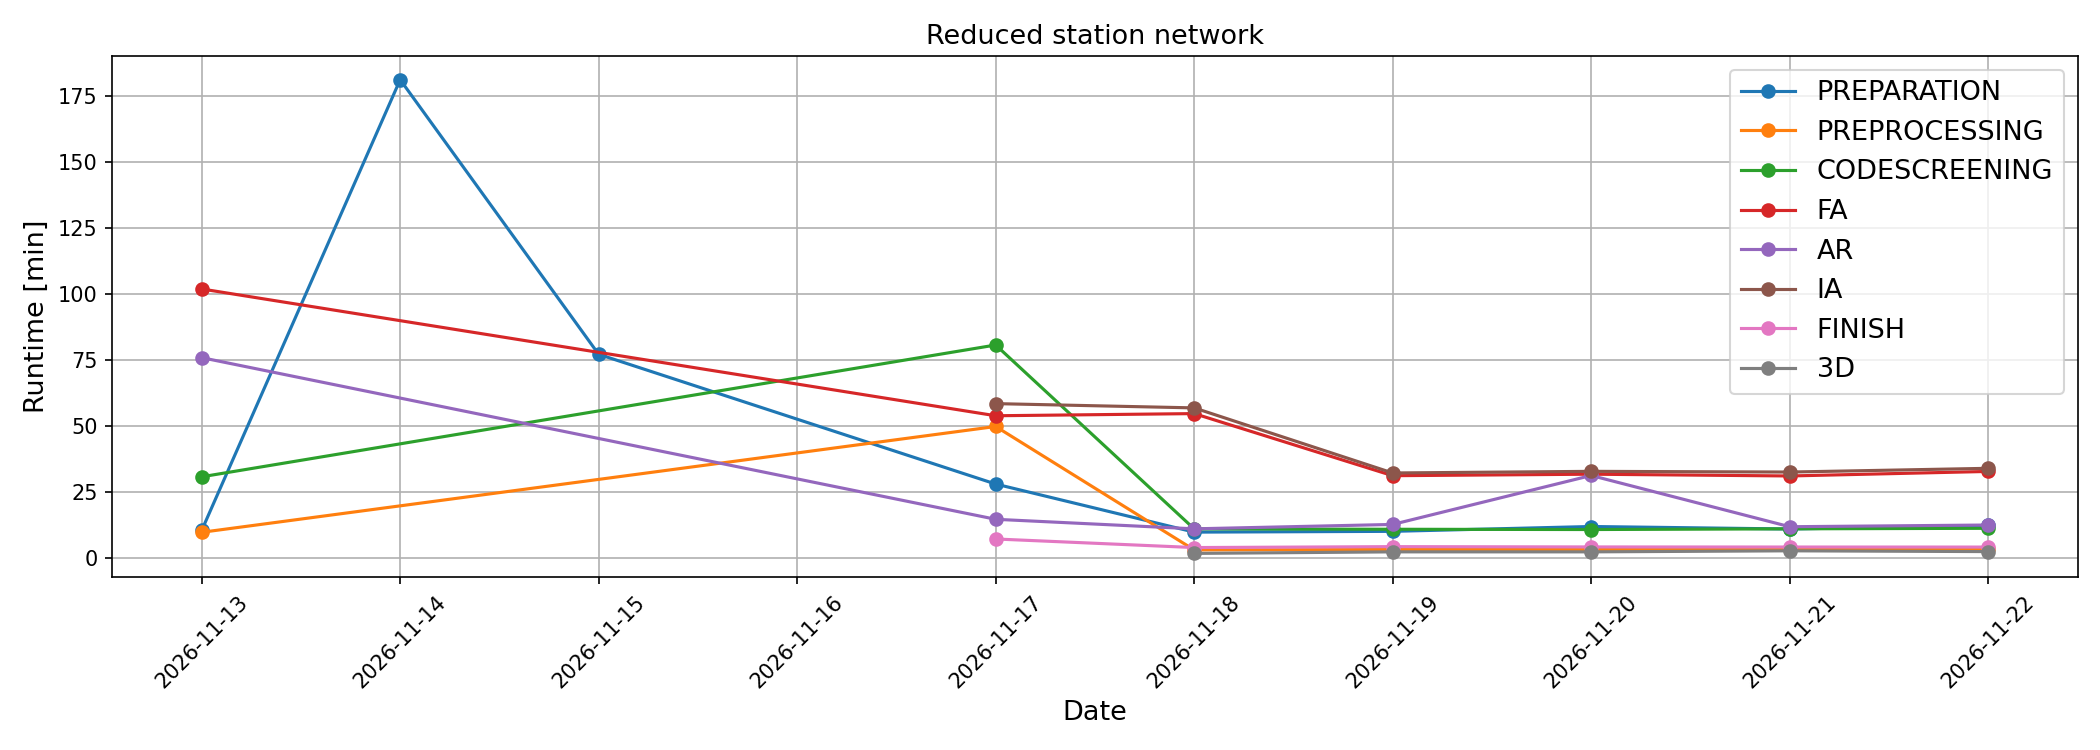 Reduced station network
Runtime [min]
175
150
125
100
75
50
25
0
PREPARATION
PREPROCESSING
CODESCREENING
FA
AR
IA
FINISH
3D
2026-11-13
2026-11-14
2026-11-15
2026-11-16
2026-11-17
2026-11-18
2026-11-19
2026-11-20
2026-11-21
2026-11-22
Date